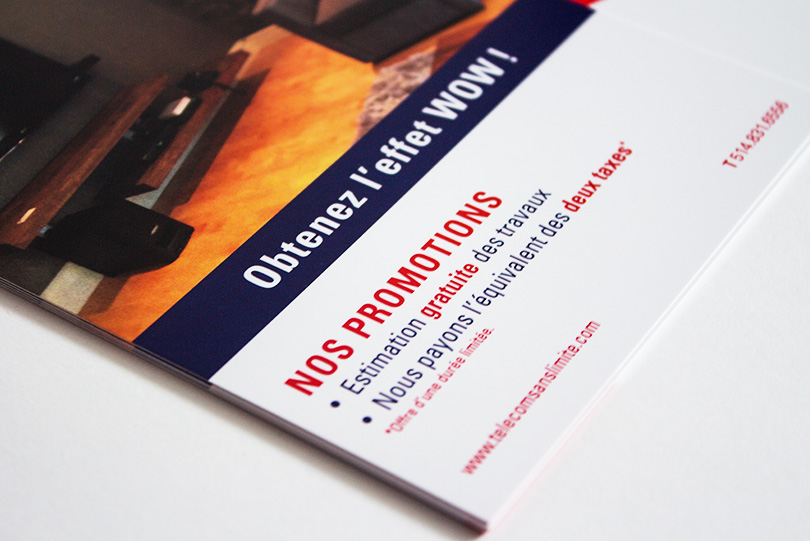 Obtenez l'effet WOW !
NOS PROMOTIONS
• Estimation gratuite des travaux
• Nous payons l'équivalent des deux taxes*
*Offre d'une durée limitée.
T 514.831.6556
www.telecomsanslimite.com